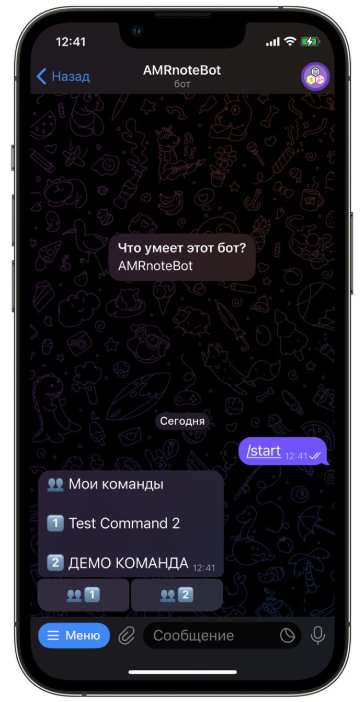 12:41
Назад
AMRnoteBot
бот
Что умеет этот бот?
AMRnoteBot
Сегодня
/start 12:41
👥 Мои команды
1️⃣ Test Command 2
2️⃣ ДЕМО КОМАНДА 12:41
👥 1️⃣
👥 2️⃣
Меню
Сообщение